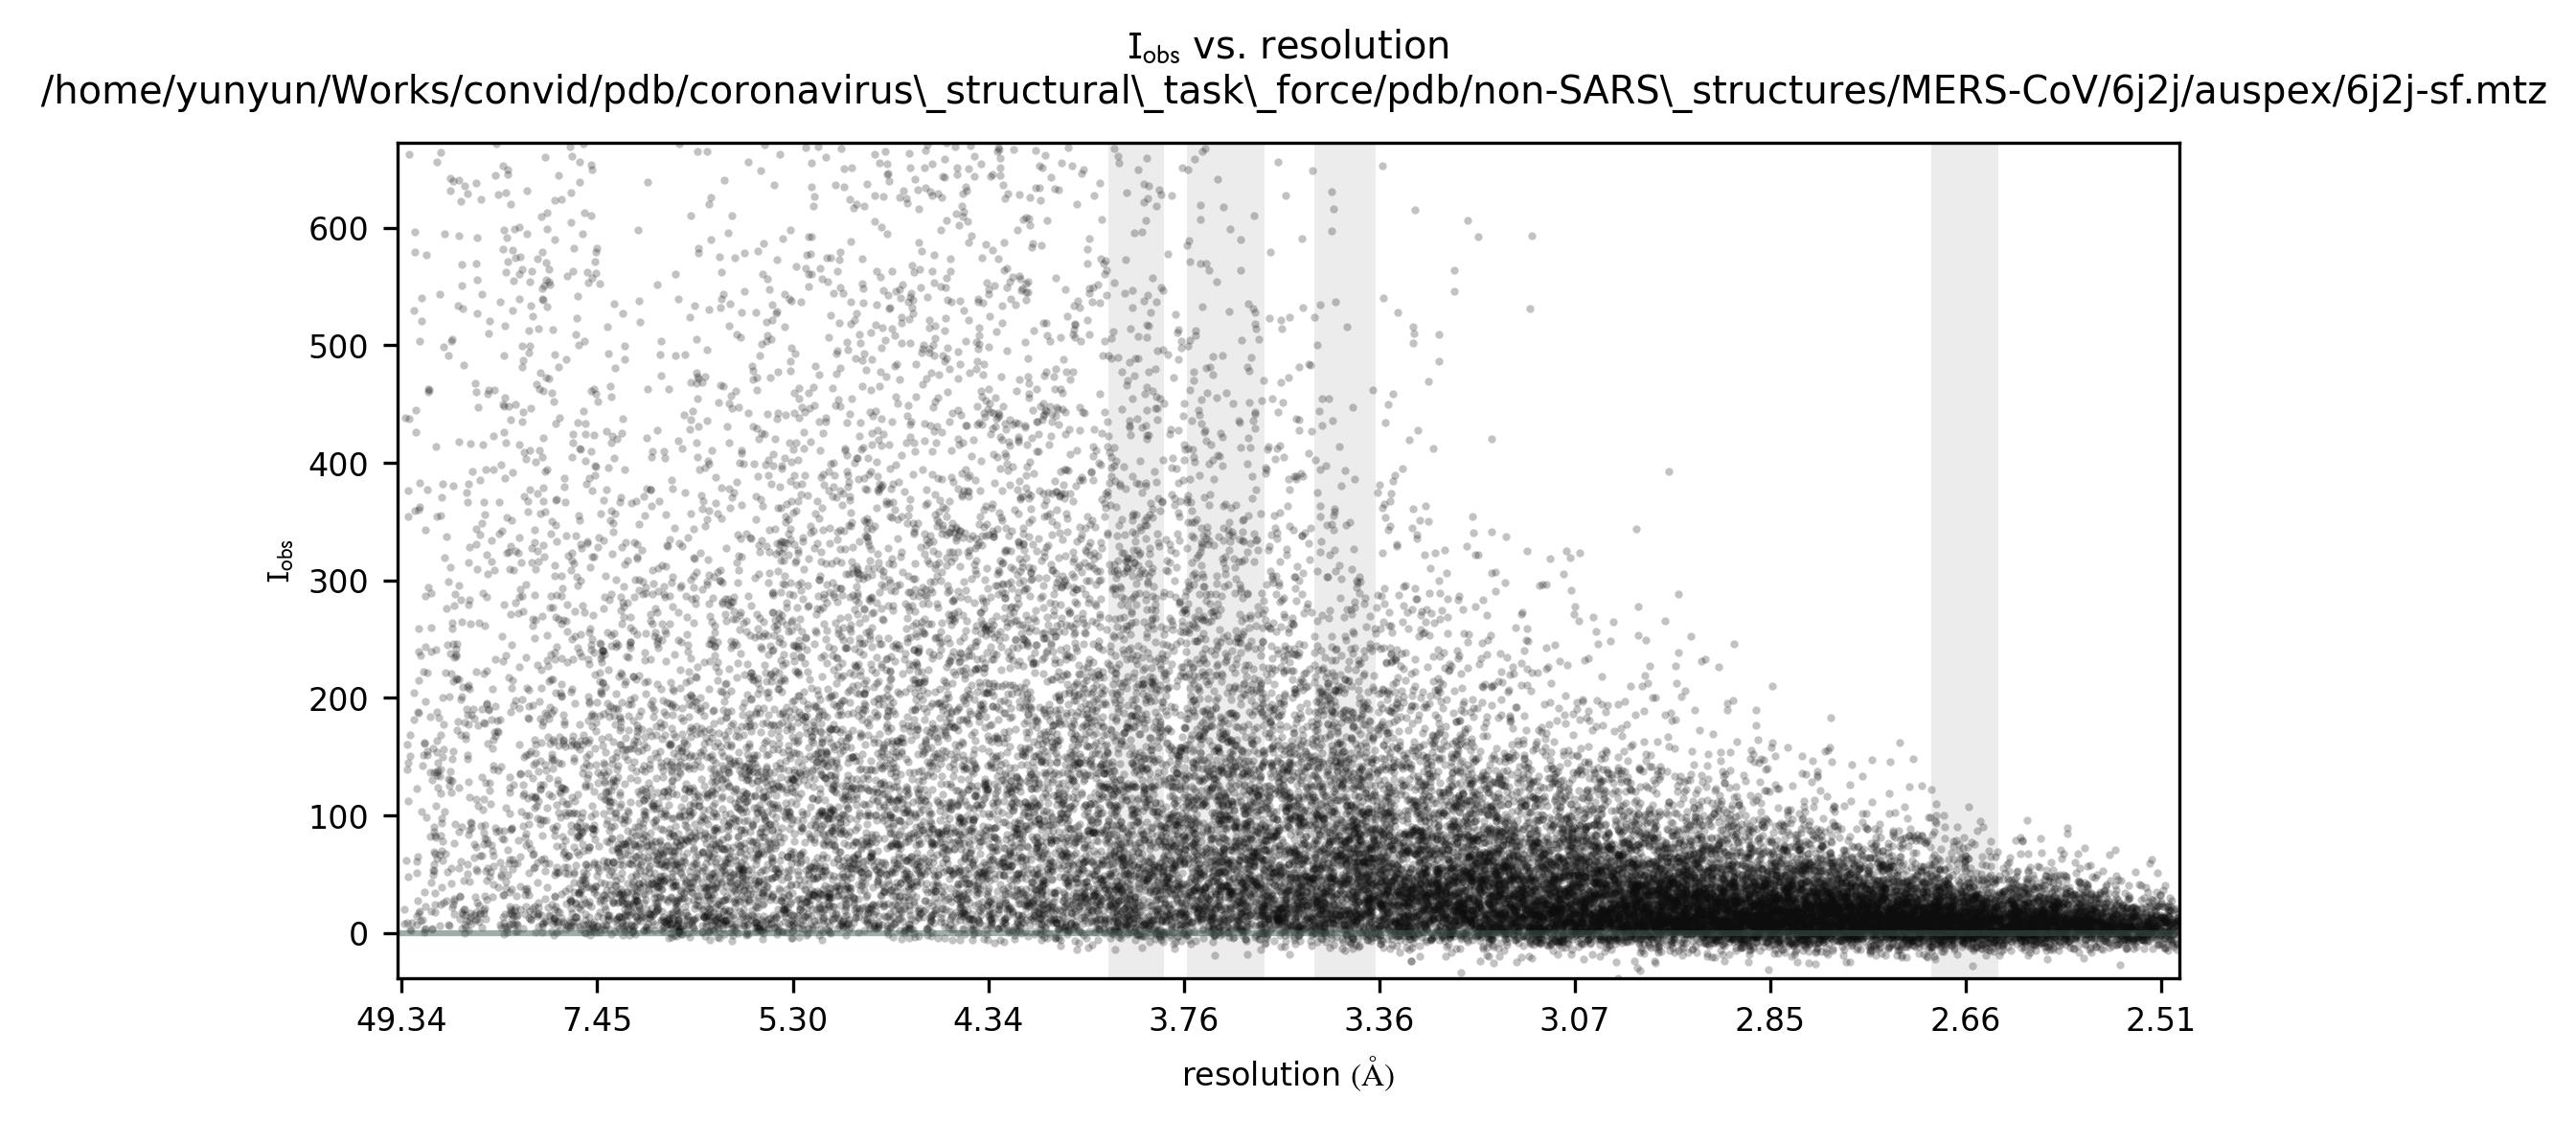 I_obs vs. resolution
/home/yunyun/Works/convid/pdb/coronavirus\_structural\_task\_force/pdb/non-SARS\_structures/MERS-CoV/6j2j/auspex/6j2j-sf.mtz
600
500
400
300
200
100
0
I_obs
49.34 7.45 5.30 4.34 3.76 3.36 3.07 2.85 2.66 2.51
resolution (Å)